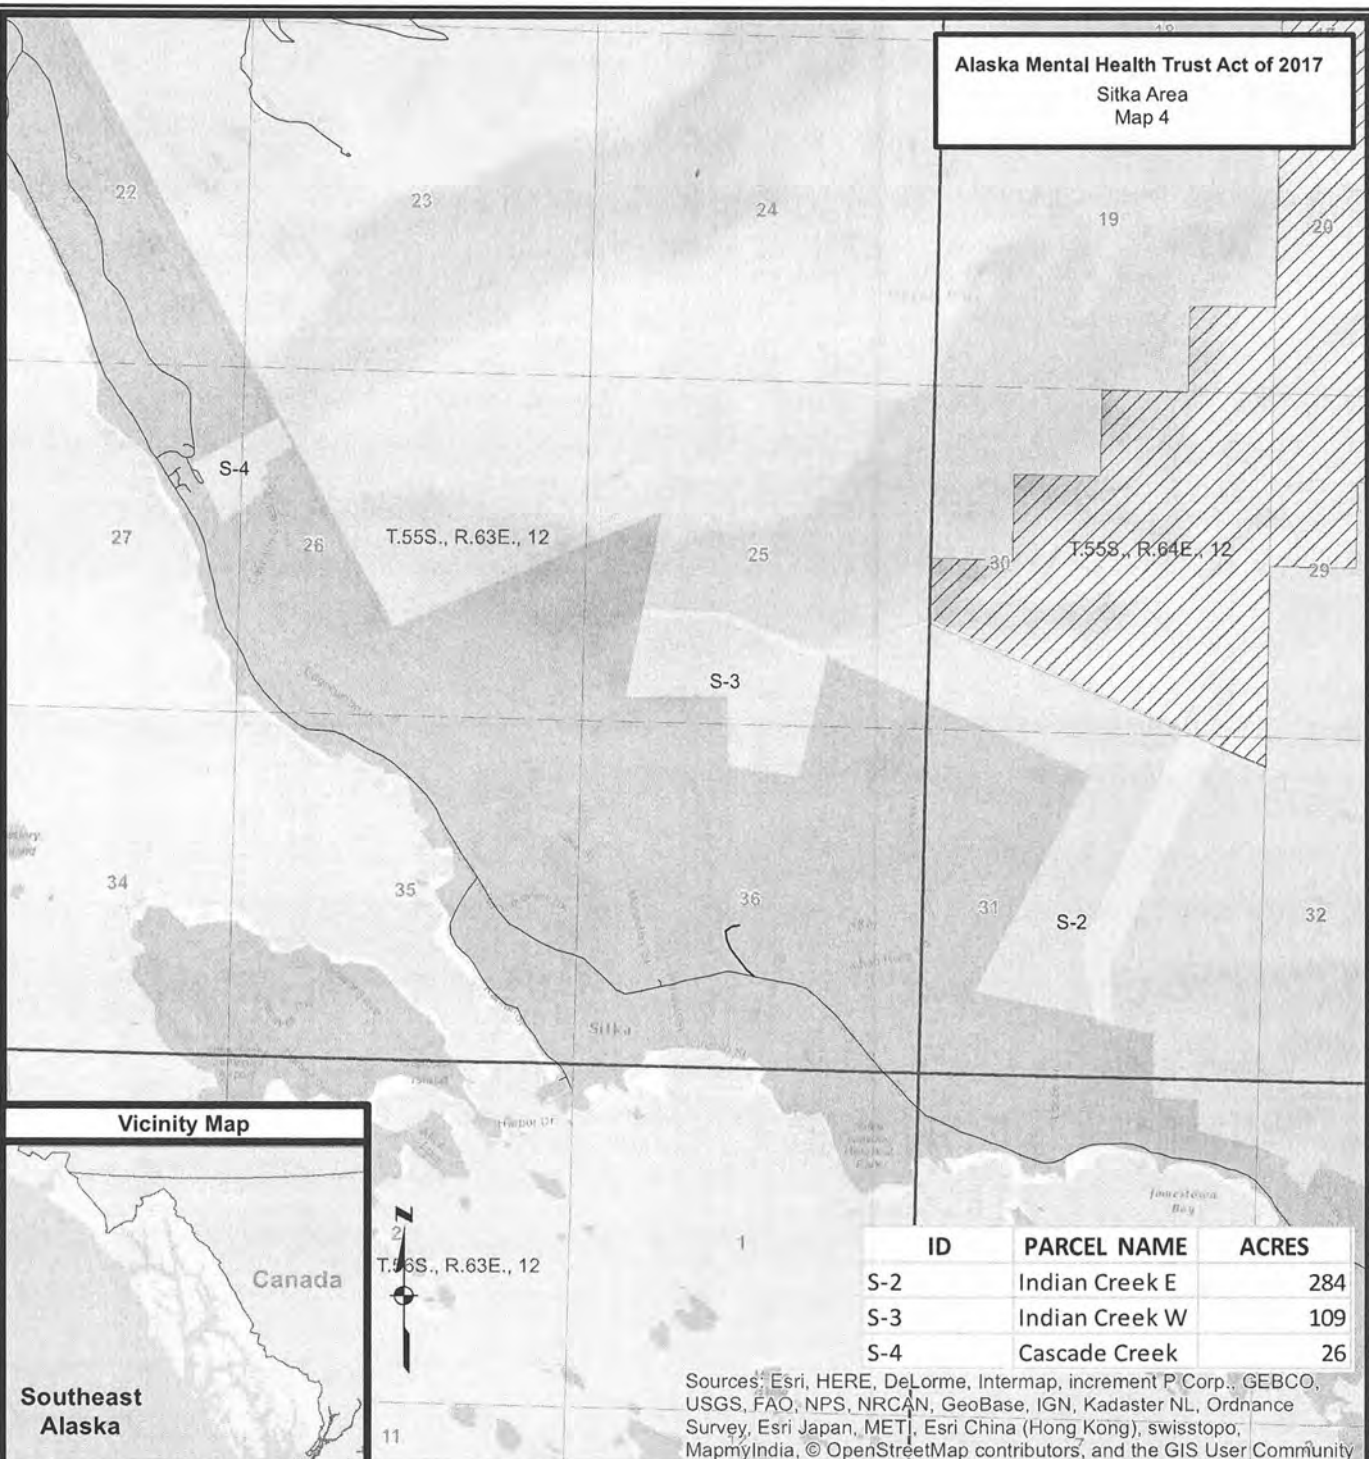 Alaska Mental Health Trust Act of 2017
Sitka Area
Map 4
18
22
23
24
19
20
S-4
27
26
T.55S., R.63E., 12
25
30
T.55S., R.64E., 12
29
S-3
34
35
36
31
S-2
32
Sitka
Harbor Dr
Jamestown
Bay
Vicinity Map
Canada
Southeast
Alaska
Z
2
T.56S., R.63E., 12
1
11
ID PARCEL NAME ACRES
S-2 Indian Creek E 284
S-3 Indian Creek W 109
S-4 Cascade Creek 26
Sources: Esri, HERE, DeLorme, Intermap, increment P Corp., GEBCO,
USGS, FAO, NPS, NRCAN, GeoBase, IGN, Kadaster NL, Ordnance
Survey, Esri Japan, METI, Esri China (Hong Kong), swisstopo,
MapmyIndia, © OpenStreetMap contributors, and the GIS User Community